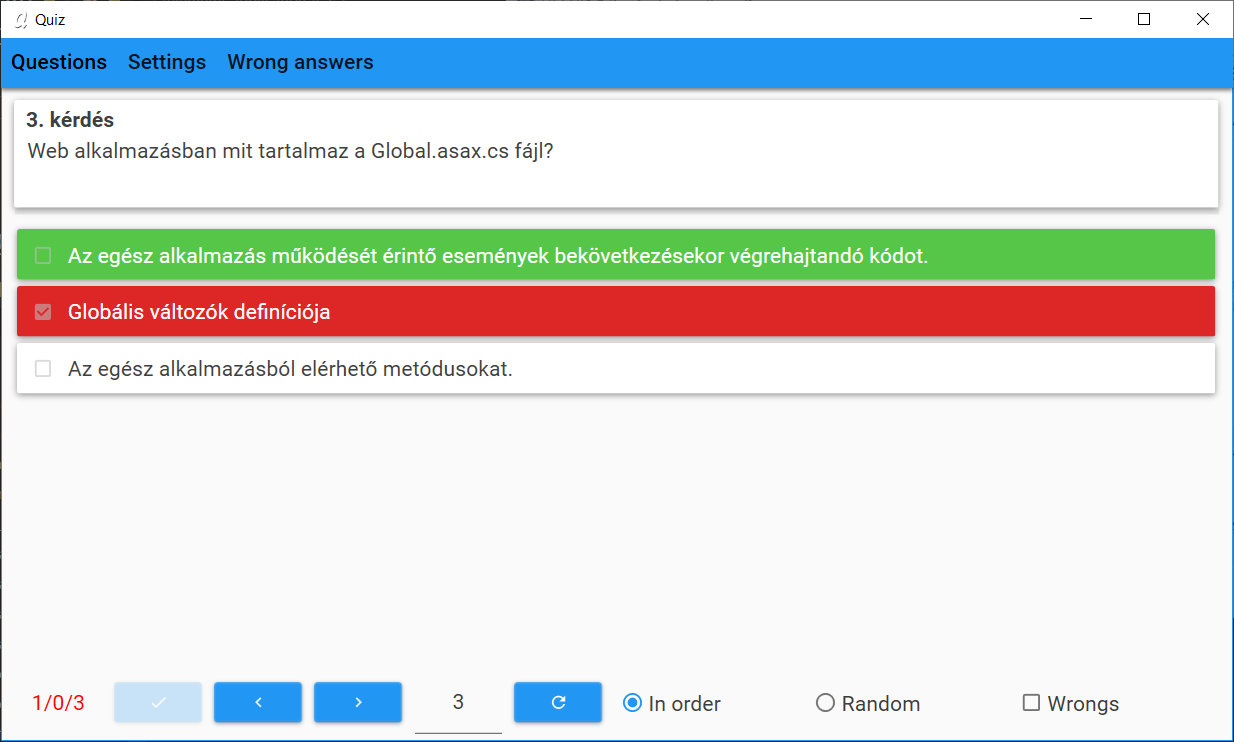 Quiz
Questions Settings Wrong answers
3. kérdés
Web alkalmazásban mit tartalmaz a Global.asax.cs fájl?
Az egész alkalmazás működését érintő események bekövetkezésekor végrehajtandó kódot.
Globális változók definíciója
Az egész alkalmazásból elérhető metódusokat.
1/0/3 3 In order Random Wrongs